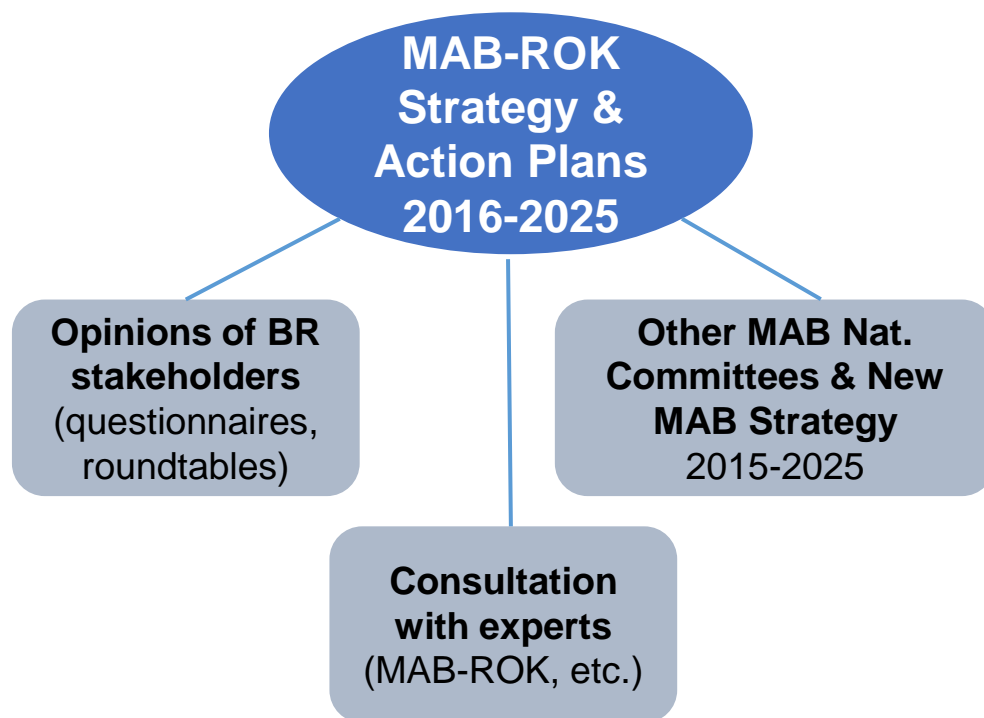 MAB-ROK
Strategy &
Action Plans
2016-2025
Opinions of BR
stakeholders
(questionnaires,
roundtables)
Other MAB Nat.
Committees & New
MAB Strategy
2015-2025
Consultation
with experts
(MAB-ROK, etc.)